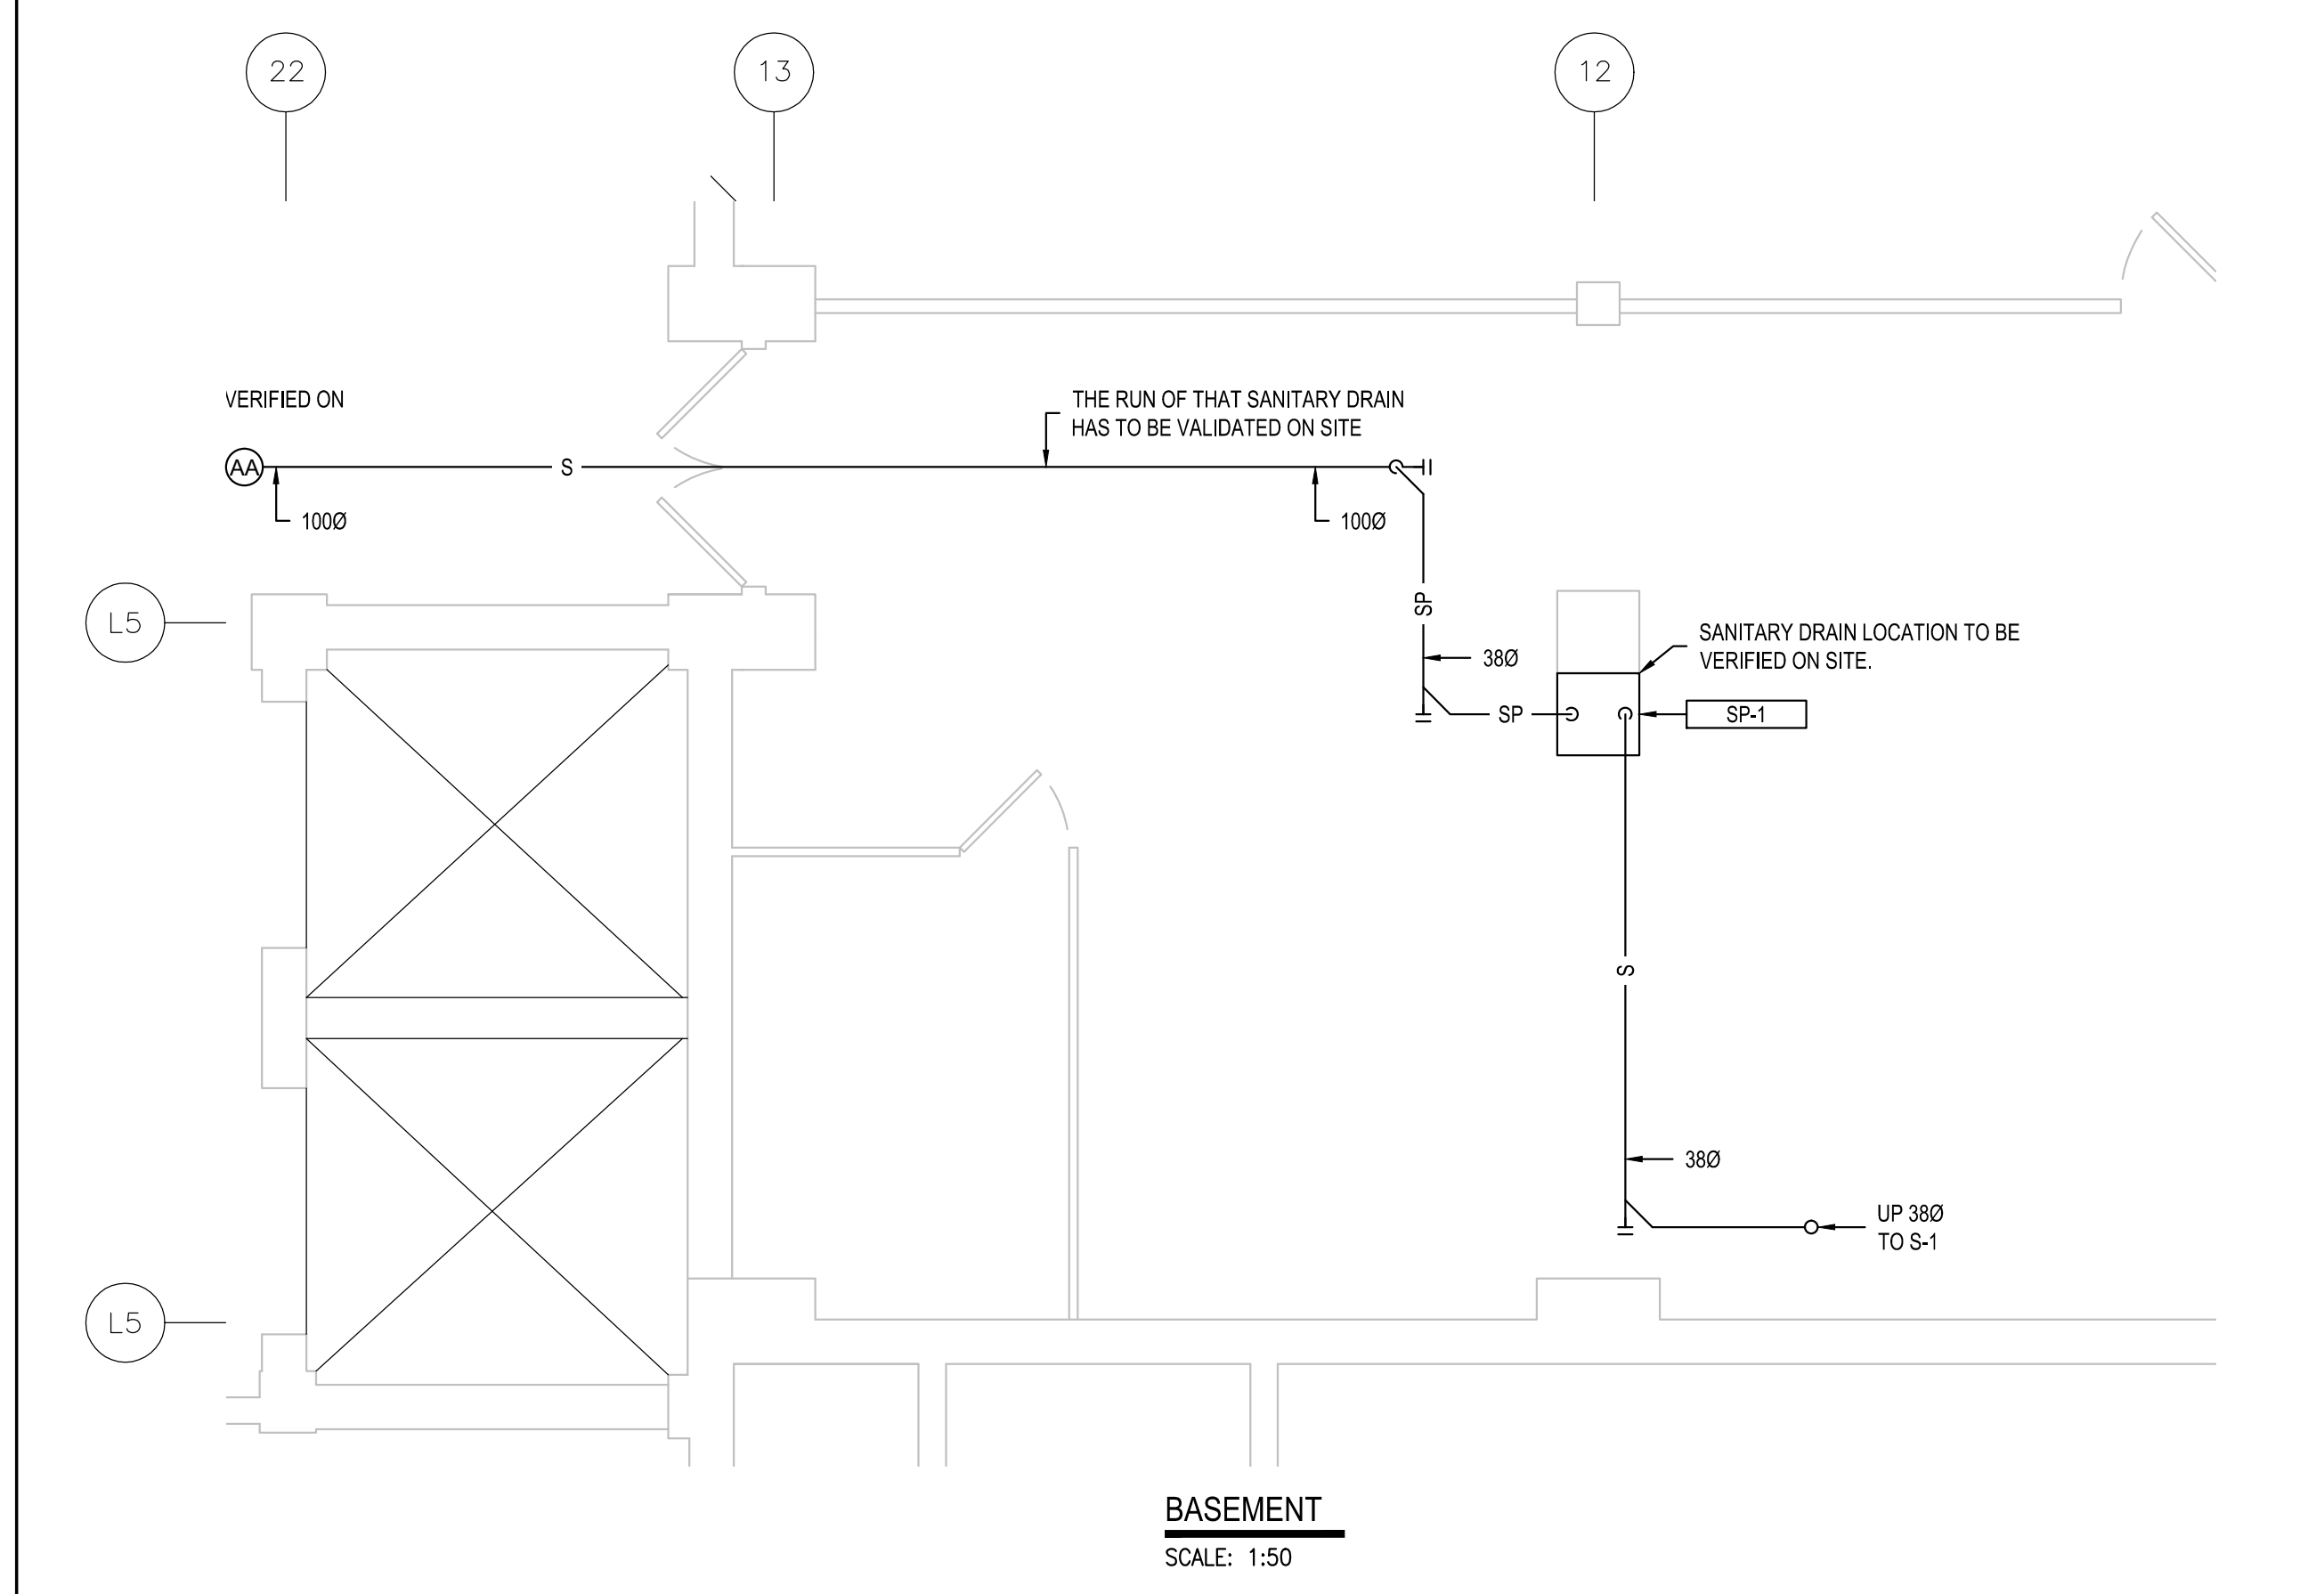 22
13
12
VERIFIED ON
THE RUN OF THAT SANITARY DRAIN
HAS TO BE VALIDATED ON SITE
AA
S
100Ø
100Ø
SP
L5
SANITARY DRAIN LOCATION TO BE
VERIFIED ON SITE.
38Ø
SP
SP-1
S
38Ø
UP 38Ø
TO S-1
L5
BASEMENT
SCALE: 1:50